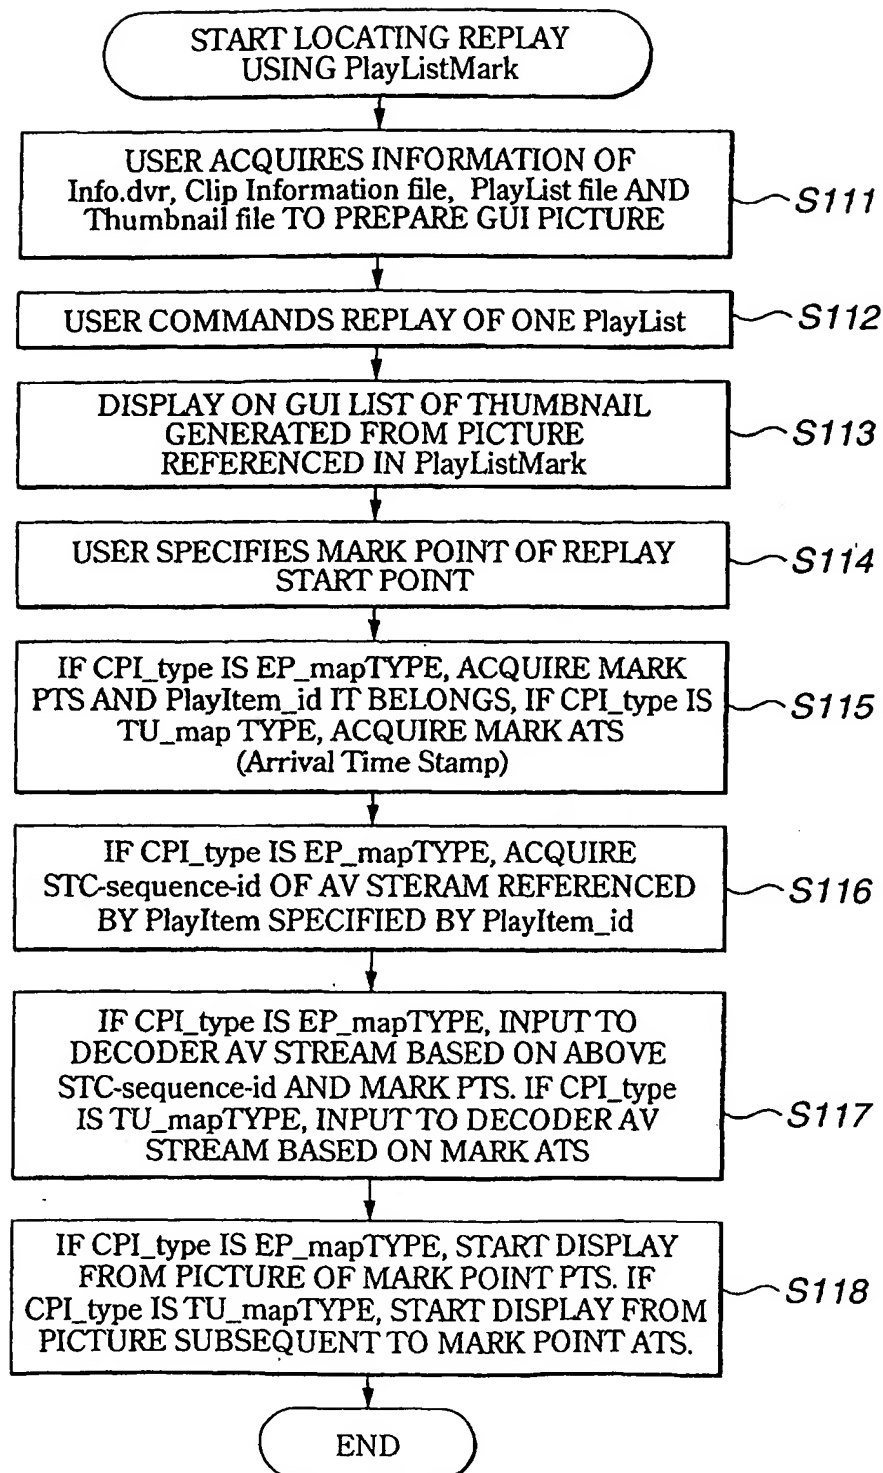 START LOCATING REPLAY
USING PlayListMark
USER ACQUIRES INFORMATION OF
Info.dvr, Clip Information file, PlayList file AND
Thumbnail file TO PREPARE GUI PICTURE
S111
USER COMMANDS REPLAY OF ONE PlayList
S112
DISPLAY ON GUI LIST OF THUMBNAIL
GENERATED FROM PICTURE
REFERENCED IN PlayListMark
S113
USER SPECIFIES MARK POINT OF REPLAY
START POINT
S114
IF CPI_type IS EP_mapTYPE, ACQUIRE MARK
PTS AND PlayItem_id IT BELONGS, IF CPI_type IS
TU_map TYPE, ACQUIRE MARK ATS
(Arrival Time Stamp)
S115
IF CPI_type IS EP_mapTYPE, ACQUIRE
STC-sequence-id OF AV STERAM REFERENCED
BY PlayItem SPECIFIED BY PlayItem_id
S116
IF CPI_type IS EP_mapTYPE, INPUT TO
DECODER AV STREAM BASED ON ABOVE
STC-sequence-id AND MARK PTS. IF CPI_type
IS TU_mapTYPE, INPUT TO DECODER AV
STREAM BASED ON MARK ATS
S117
IF CPI_type IS EP_mapTYPE, START DISPLAY
FROM PICTURE OF MARK POINT PTS. IF
CPI_type IS TU_mapTYPE, START DISPLAY FROM
PICTURE SUBSEQUENT TO MARK POINT ATS.
S118
END